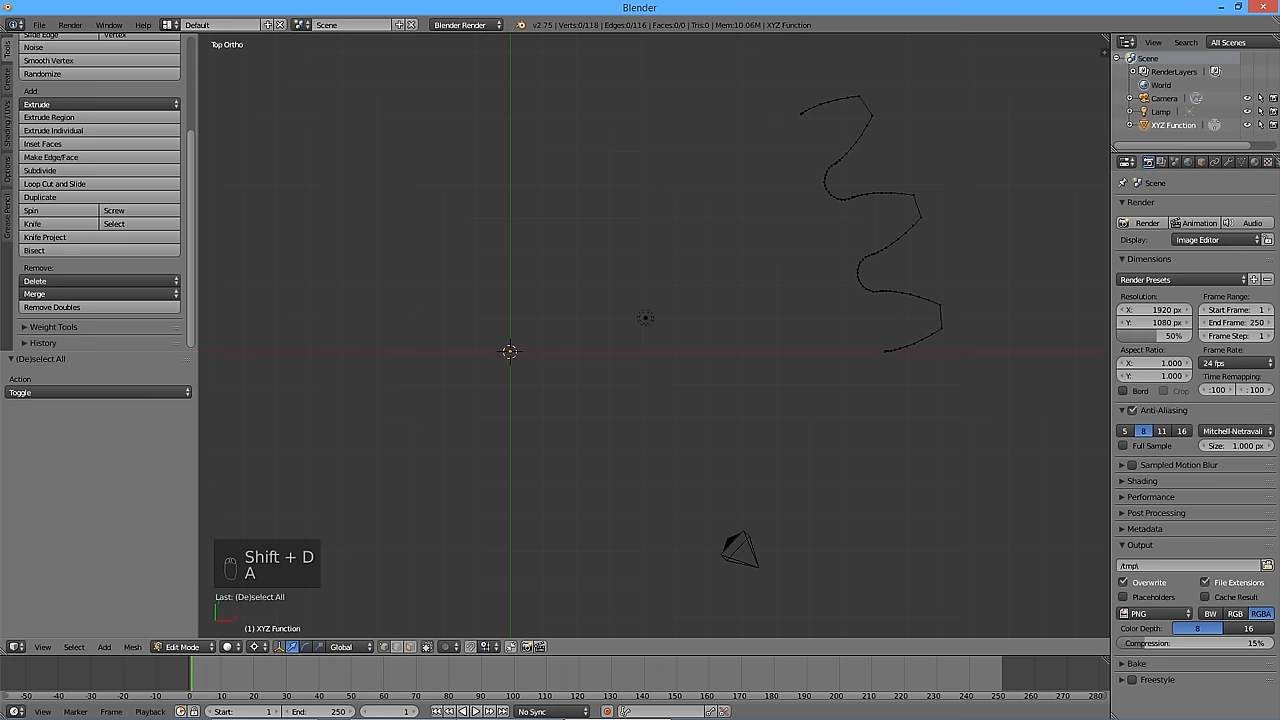 Blender
File Render Window Help Default Scene Blender Render v2.75 | Verts:0/118 | Edges:0/116 | Faces:0/0 | Tris:0 | Mem:10.06M | XYZ Function
Tools
Create
Shading / UVs
Options
Grease Pencil
Slide Edge Vertex
Noise
Smooth Vertex
Randomize
Add:
Extrude
Extrude Region
Extrude Individual
Inset Faces
Make Edge/Face
Subdivide
Loop Cut and Slide
Duplicate
Spin Screw
Knife Select
Knife Project
Bisect
Remove:
Delete
Merge
Remove Doubles
Weight Tools
History
(De)select All
Action
Toggle
Top Ortho
Shift + D
A
Last: (De)select All
(1) XYZ Function
View Select Add Mesh Edit Mode Global
-50 -40 -30 -20 -10 0 10 20 30 40 50 60 70 80 90 100 110 120 130 140 150 160 170 180 190 200 210 220 230 240 250 260 270 280
View Marker Frame Playback Start: 1 End: 250 1 No Sync
View Search All Scenes
Scene
RenderLayers
World
Camera
Lamp
XYZ Function
Scene
Render
Render Animation Audio
Display: Image Editor
Dimensions
Render Presets
Resolution: Frame Range:
X: 1920 px Start Frame: 1
Y: 1080 px End Frame: 250
50% Frame Step: 1
Aspect Ratio: Frame Rate:
X: 1.000 24 fps
Y: 1.000 Time Remapping:
Bord Crop :100 :100
Anti-Aliasing
5 8 11 16 Mitchell-Netravali
Full Sample Size: 1.000 px
Sampled Motion Blur
Shading
Performance
Post Processing
Metadata
Output
/tmp\
Overwrite File Extensions
Placeholders Cache Result
PNG BW RGB RGBA
Color Depth: 8 16
Compression: 15%
Bake
Freestyle